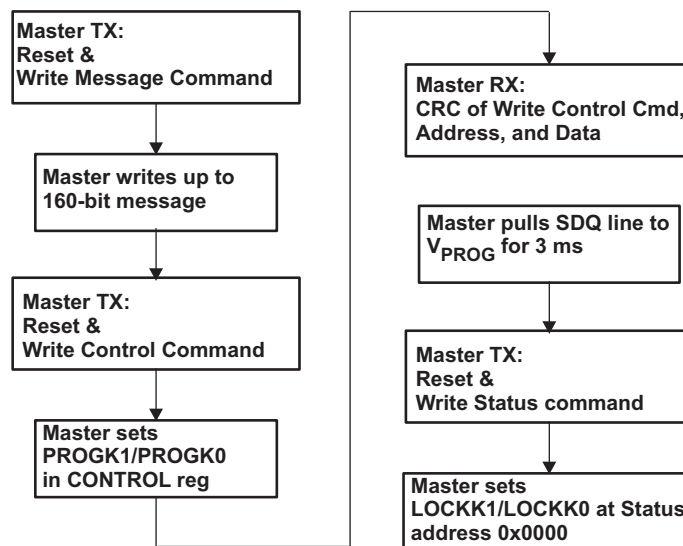 Master TX:
Reset &
Write Message Command
Master writes up to
160-bit message
Master TX:
Reset &
Write Control Command
Master sets
PROGK1/PROGK0
in CONTROL reg
Master RX:
CRC of Write Control Cmd,
Address, and Data
Master pulls SDQ line to
VPROG for 3 ms
Master TX:
Reset &
Write Status command
Master sets
LOCKK1/LOCKK0 at Status
address 0x0000